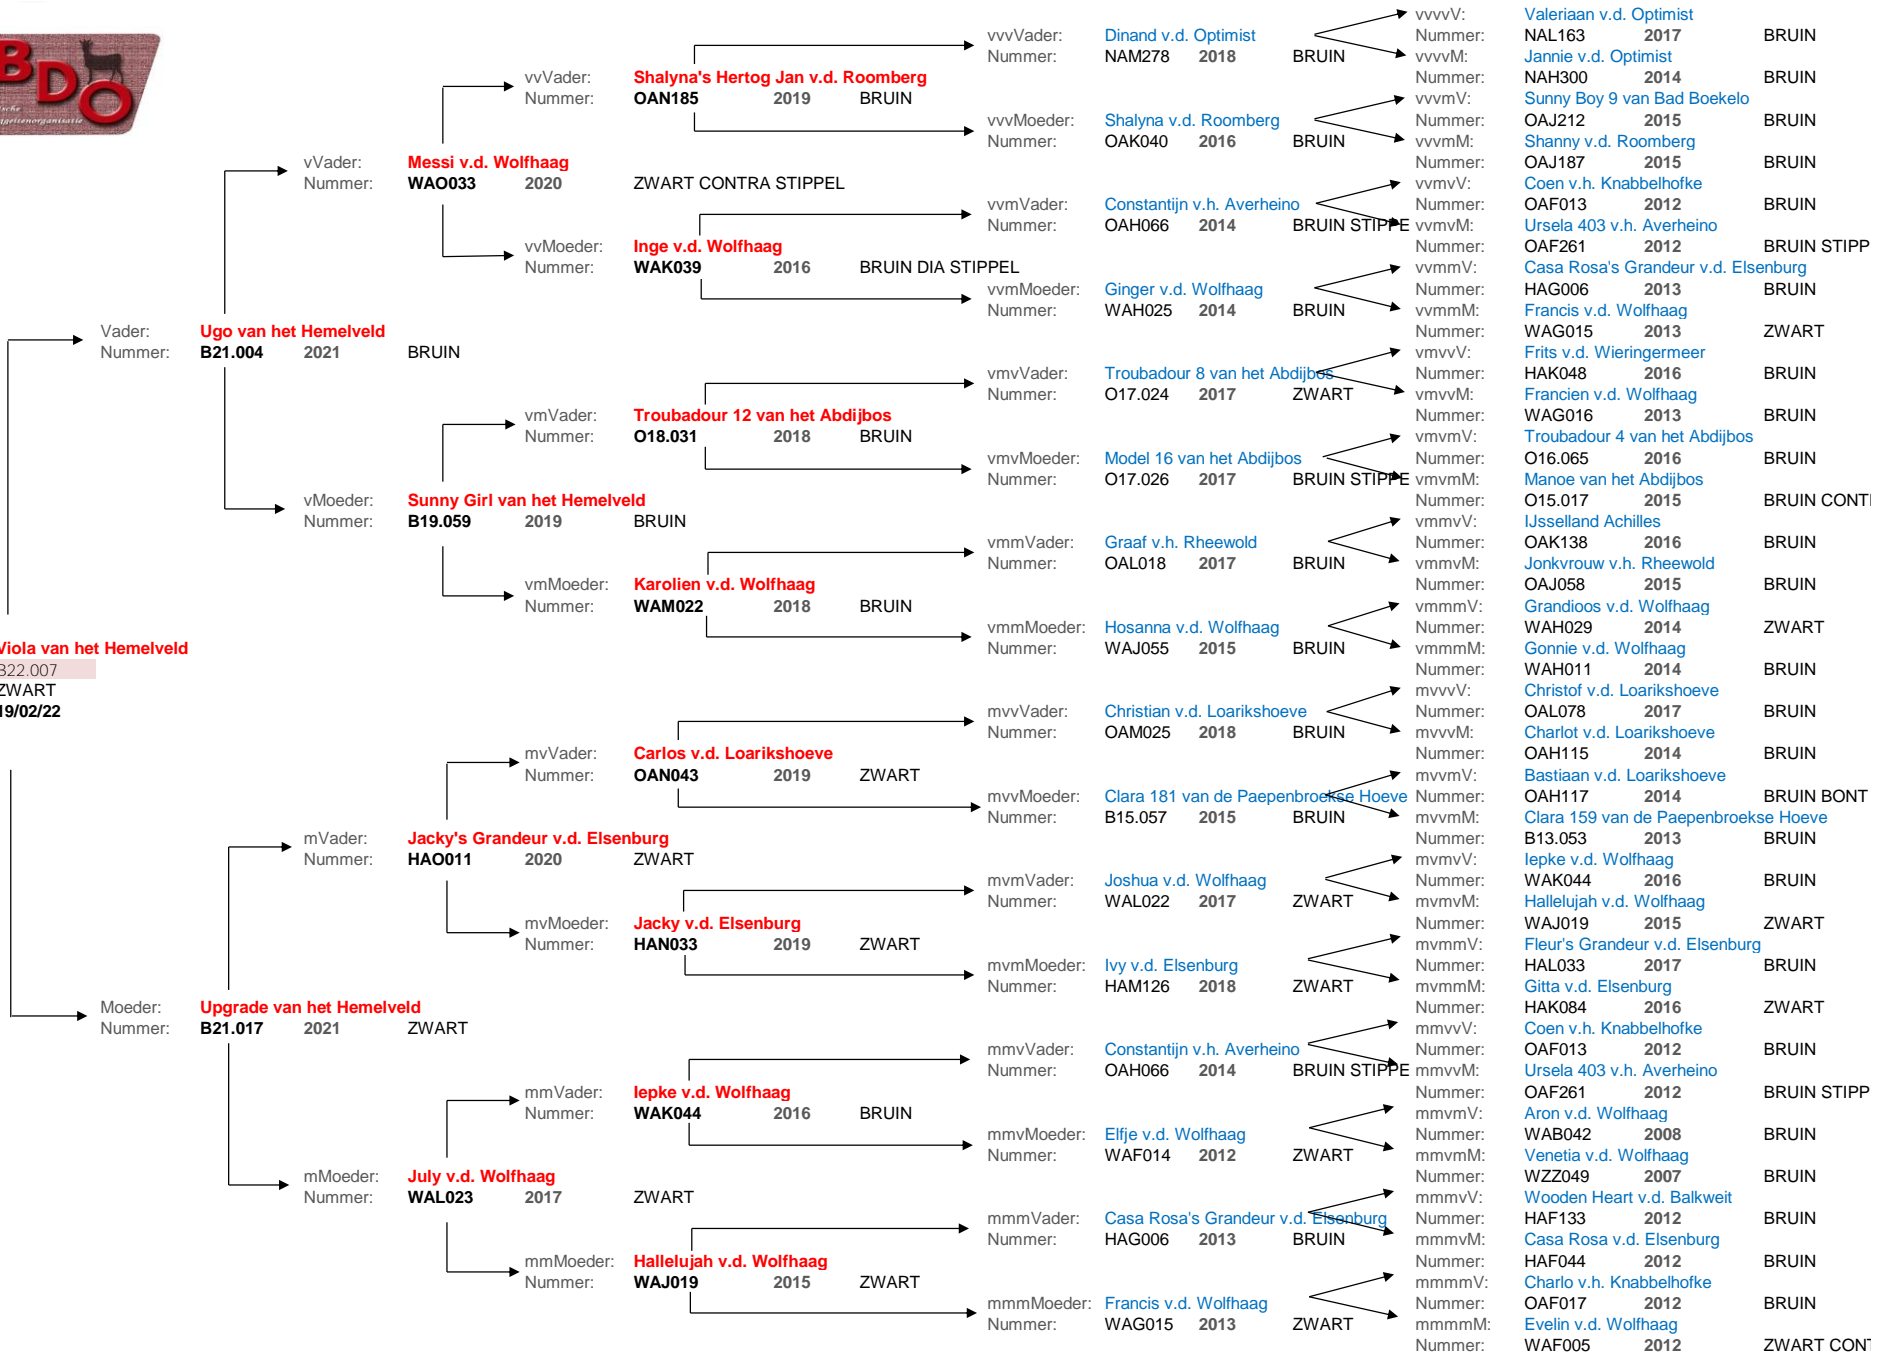 BDO
vvvvV: Valeriaan v.d. Optimist
vvvVader: Dinand v.d. Optimist Nummer: NAL163 2017 BRUIN
Nummer: NAM278 2018 BRUIN vvvvM: Jannie v.d. Optimist
vvVader: Shalyna's Hertog Jan v.d. Roomberg Nummer: NAH300 2014 BRUIN
Nummer: OAN185 2019 BRUIN vvvmV: Sunny Boy 9 van Bad Boekelo
vvvMoeder: Shalyna v.d. Roomberg Nummer: OAJ212 2015 BRUIN
Nummer: OAK040 2016 BRUIN vvvmM: Shanny v.d. Roomberg
vVader: Messi v.d. Wolfhaag Nummer: OAJ187 2015 BRUIN
Nummer: WAO033 2020 ZWART CONTRA STIPPEL vvmvV: Coen v.h. Knabbelhofke
vvmVader: Constantijn v.h. Averheino Nummer: OAF013 2012 BRUIN
Nummer: OAH066 2014 BRUIN STIPPE vvmvM: Ursela 403 v.h. Averheino
vvMoeder: Inge v.d. Wolfhaag Nummer: OAF261 2012 BRUIN STIPP
Nummer: WAK039 2016 BRUIN DIA STIPPEL vvmmV: Casa Rosa's Grandeur v.d. Elsenburg
vvmMoeder: Ginger v.d. Wolfhaag Nummer: HAG006 2013 BRUIN
Nummer: WAH025 2014 BRUIN vvmmM: Francis v.d. Wolfhaag
Vader: Ugo van het Hemelveld Nummer: WAG015 2013 ZWART
Nummer: B21.004 2021 BRUIN vmvvV: Frits v.d. Wieringermeer
vmvVader: Troubadour 8 van het Abdijbos Nummer: HAK048 2016 BRUIN
Nummer: O17.024 2017 ZWART vmvvM: Francien v.d. Wolfhaag
vmVader: Troubadour 12 van het Abdijbos Nummer: WAG016 2013 BRUIN
Nummer: O18.031 2018 BRUIN vmvmV: Troubadour 4 van het Abdijbos
vmvMoeder: Model 16 van het Abdijbos Nummer: O16.065 2016 BRUIN
Nummer: O17.026 2017 BRUIN STIPPE vmvmM: Manoe van het Abdijbos
vMoeder: Sunny Girl van het Hemelveld Nummer: O15.017 2015 BRUIN CONT
Nummer: B19.059 2019 BRUIN vmmvV: IJsselland Achilles
vmmVader: Graaf v.h. Rheewold Nummer: OAK138 2016 BRUIN
Nummer: OAL018 2017 BRUIN vmmvM: Jonkvrouw v.h. Rheewold
vmMoeder: Karolien v.d. Wolfhaag Nummer: OAJ058 2015 BRUIN
Nummer: WAM022 2018 BRUIN vmmmV: Grandioos v.d. Wolfhaag
vmmMoeder: Hosanna v.d. Wolfhaag Nummer: WAH029 2014 ZWART
Viola van het Hemelveld Nummer: WAJ055 2015 BRUIN vmmmM: Gonnie v.d. Wolfhaag
B22.007 Nummer: WAH011 2014 BRUIN
ZWART mvvvV: Christof v.d. Loarikshoeve
19/02/22 mvvVader: Christian v.d. Loarikshoeve Nummer: OAL078 2017 BRUIN
Nummer: OAM025 2018 BRUIN mvvvM: Charlot v.d. Loarikshoeve
mvVader: Carlos v.d. Loarikshoeve Nummer: OAH115 2014 BRUIN
Nummer: OAN043 2019 ZWART mvvmV: Bastiaan v.d. Loarikshoeve
mvvMoeder: Clara 181 van de Paepenbroekse Hoeve Nummer: OAH117 2014 BRUIN BONT
Nummer: B15.057 2015 BRUIN mvvmM: Clara 159 van de Paepenbroekse Hoeve
mVader: Jacky's Grandeur v.d. Elsenburg Nummer: B13.053 2013 BRUIN
Nummer: HAO011 2020 ZWART mvmvV: Iepke v.d. Wolfhaag
mvmVader: Joshua v.d. Wolfhaag Nummer: WAK044 2016 BRUIN
Nummer: WAL022 2017 ZWART mvmvM: Hallelujah v.d. Wolfhaag
mvMoeder: Jacky v.d. Elsenburg Nummer: WAJ019 2015 ZWART
Nummer: HAN033 2019 ZWART mvmmV: Fleur's Grandeur v.d. Elsenburg
mvmMoeder: Ivy v.d. Elsenburg Nummer: HAL033 2017 BRUIN
Nummer: HAM126 2018 ZWART mvmmM: Gitta v.d. Elsenburg
Moeder: Upgrade van het Hemelveld Nummer: HAK084 2016 ZWART
Nummer: B21.017 2021 ZWART mmvvV: Coen v.h. Knabbelhofke
mmvVader: Constantijn v.h. Averheino Nummer: OAF013 2012 BRUIN
Nummer: OAH066 2014 BRUIN STIPPE mmvvM: Ursela 403 v.h. Averheino
mmVader: Iepke v.d. Wolfhaag Nummer: OAF261 2012 BRUIN STIPP
Nummer: WAK044 2016 BRUIN mmvmV: Aron v.d. Wolfhaag
mmvMoeder: Elfje v.d. Wolfhaag Nummer: WAB042 2008 BRUIN
Nummer: WAF014 2012 ZWART mmvmM: Venetia v.d. Wolfhaag
mMoeder: July v.d. Wolfhaag Nummer: WZZ049 2007 BRUIN
Nummer: WAL023 2017 ZWART mmmvV: Wooden Heart v.d. Balkweit
mmmVader: Casa Rosa's Grandeur v.d. Elsenburg Nummer: HAF133 2012 BRUIN
Nummer: HAG006 2013 BRUIN mmmvM: Casa Rosa v.d. Elsenburg
mmMoeder: Hallelujah v.d. Wolfhaag Nummer: HAF044 2012 BRUIN
Nummer: WAJ019 2015 ZWART mmmmV: Charlo v.h. Knabbelhofke
mmmMoeder: Francis v.d. Wolfhaag Nummer: OAF017 2012 BRUIN
Nummer: WAG015 2013 ZWART mmmmM: Evelin v.d. Wolfhaag
Nummer: WAF005 2012 ZWART CONT